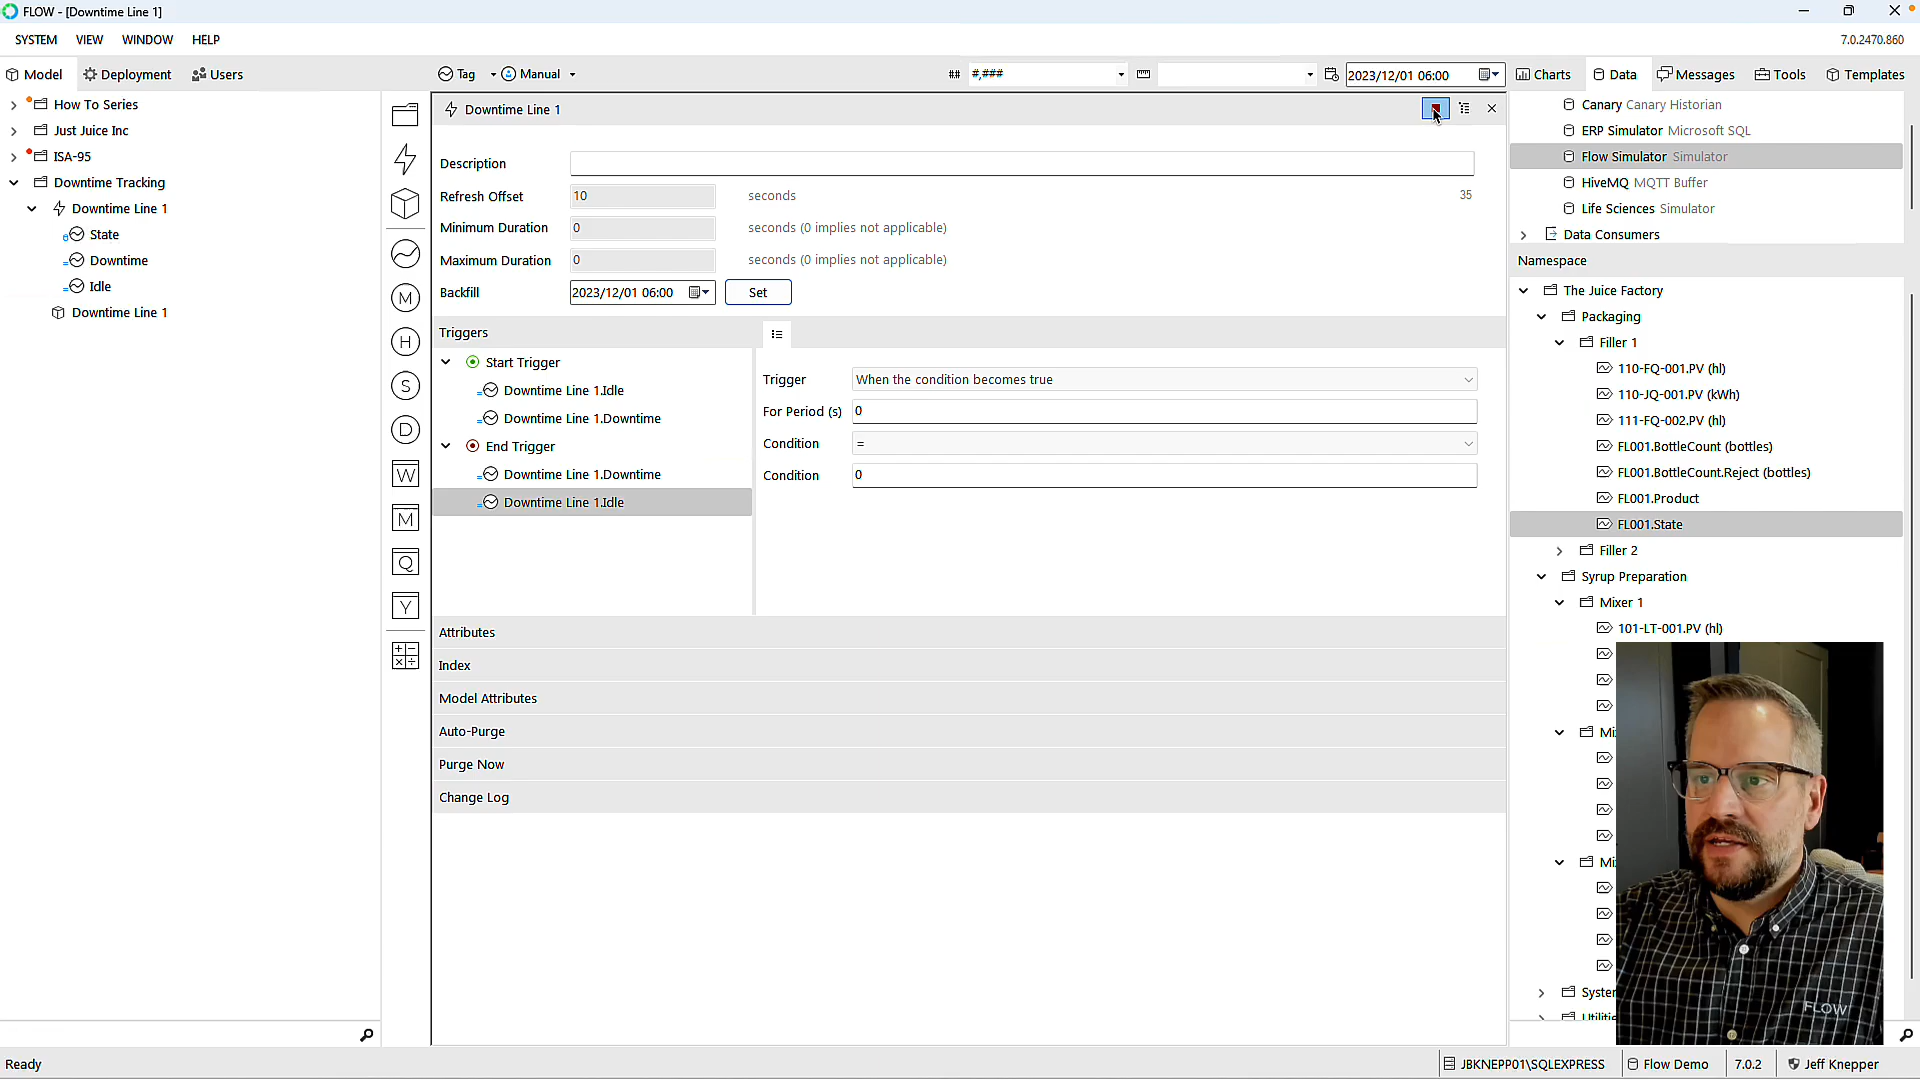 FLOW - [Downtime Line 1]
SYSTEM VIEW WINDOW HELP
7.0.2470.860
Model Deployment Users
Tag Manual
#,###
2023/12/01 06:00
Charts Data Messages Tools Templates
How To Series
Just Juice Inc
ISA-95
Downtime Tracking
Downtime Line 1
State
Downtime
Idle
Downtime Line 1
M
H
S
D
W
M
Q
Y
Downtime Line 1
Description
Refresh Offset 10 seconds 35
Minimum Duration 0 seconds (0 implies not applicable)
Maximum Duration 0 seconds (0 implies not applicable)
Backfill 2023/12/01 06:00 Set
Triggers
Start Trigger
Downtime Line 1.Idle
Downtime Line 1.Downtime
End Trigger
Downtime Line 1.Downtime
Downtime Line 1.Idle
Trigger When the condition becomes true
For Period (s) 0
Condition =
Condition 0
Attributes
Index
Model Attributes
Auto-Purge
Purge Now
Change Log
Canary Canary Historian
ERP Simulator Microsoft SQL
Flow Simulator Simulator
HiveMQ MQTT Buffer
Life Sciences Simulator
Data Consumers
Namespace
The Juice Factory
Packaging
Filler 1
110-FQ-001.PV (hl)
110-JQ-001.PV (kWh)
111-FQ-002.PV (hl)
FL001.BottleCount (bottles)
FL001.BottleCount.Reject (bottles)
FL001.Product
FL001.State
Filler 2
Syrup Preparation
Mixer 1
101-LT-001.PV (hl)
FLOW
Ready
JBKNEPP01\SQLEXPRESS Flow Demo 7.0.2 Jeff Knepper